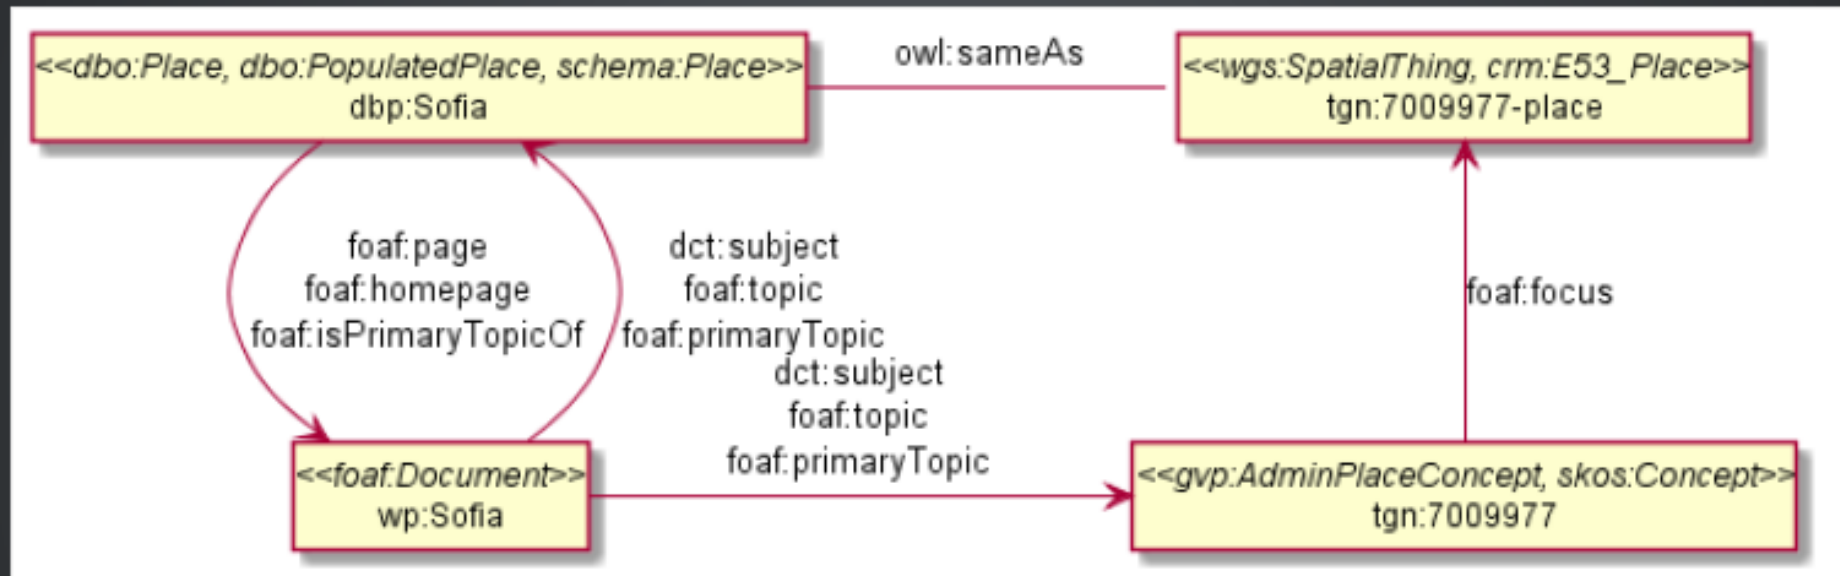 <<dbo:Place, dbo:PopulatedPlace, schema:Place>>
dbp:Sofia
owl:sameAs
<<wgs:SpatialThing, crm:E53_Place>>
tgn:7009977-place
foaf:page
foaf:homepage
foaf:isPrimaryTopicOf
dct:subject
foaf:topic
foaf:primaryTopic
foaf:focus
dct:subject
foaf:topic
foaf:primaryTopic
<<foaf:Document>>
wp:Sofia
<<gvp:AdminPlaceConcept, skos:Concept>>
tgn:7009977